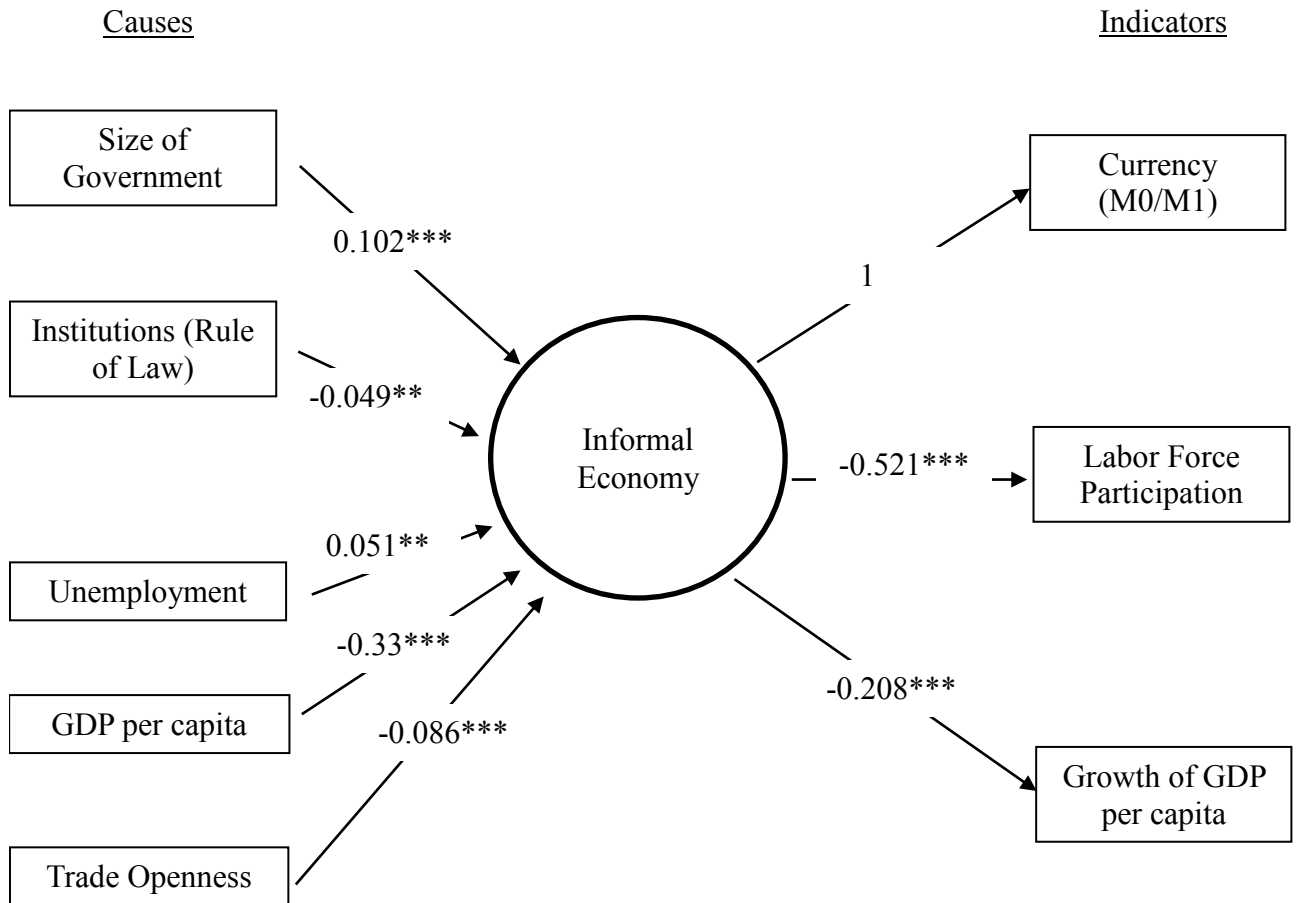 Causes
Indicators
Size of
Government
0.102***
Institutions (Rule
of Law)
-0.049**
Unemployment
0.051**
GDP per capita
-0.33***
Trade Openness
-0.086***
Informal
Economy
1
Currency
(M0/M1)
-0.521***
Labor Force
Participation
-0.208***
Growth of GDP
per capita